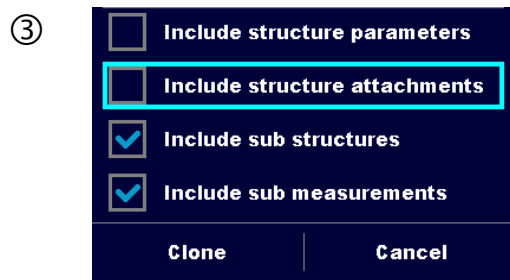 ③
Include structure parameters
Include structure attachments
Include sub structures
Include sub measurements
Clone Cancel